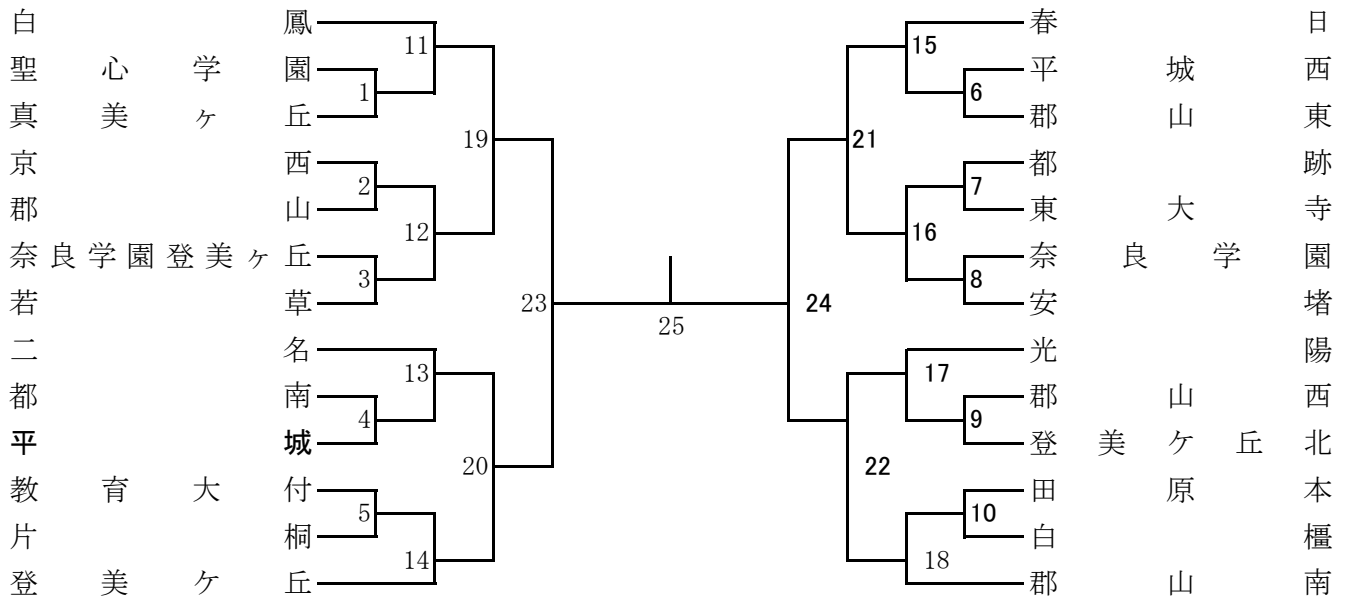 白鳳
聖心学園
真美ヶ丘
京西
郡山
奈良学園登美ヶ丘
若草
二名
都南
平城
教育大付
片桐
登美ケ丘
11
1
19
2
12
3
23
13
4
20
5
14
25
春日
平城西
郡山東
都跡
東大寺
奈良学園
安堵
光陽
郡山西
登美ケ丘北
田原本
白橿
郡山南
15
6
21
7
16
8
24
17
9
22
10
18